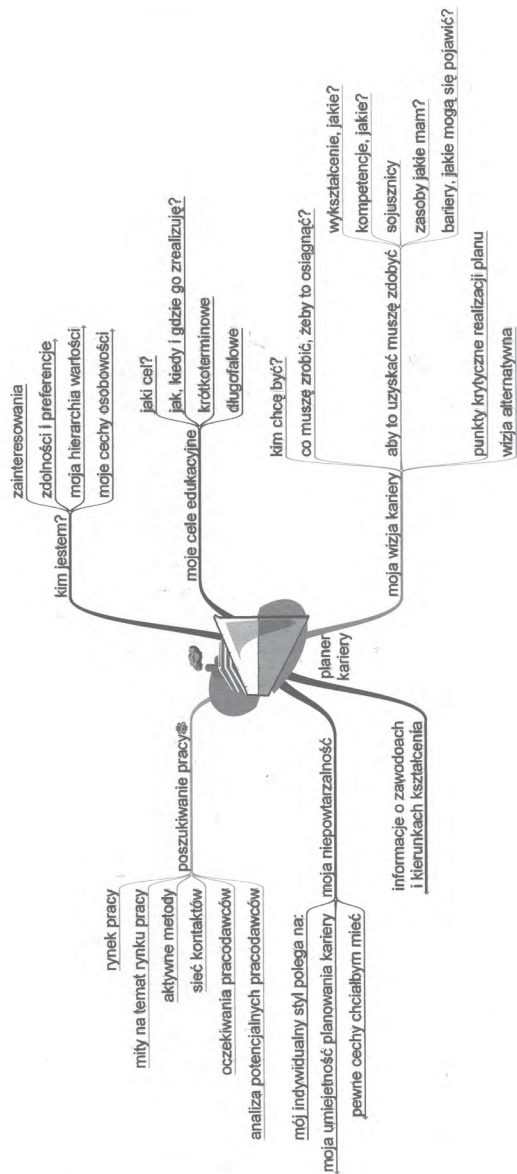 planer
kariery
kim jestem?
zainteresowania
zdolności i preferencje
moja hierarchia wartości
moje cechy osobowości
moje cele edukacyjne
jaki cel?
jak, kiedy i gdzie go zrealizuję?
krótkoterminowe
długofalowe
moja wizja kariery
kim chcę być?
co muszę zrobić, żeby to osiągnąć?
aby to uzyskać muszę zdobyć
wykształcenie, jakie?
kompetencje, jakie?
sojusznicy
zasoby jakie mam?
bariery, jakie mogą się pojawić?
punkty krytyczne realizacji planu
wizja alternatywna
poszukiwanie pracy
rynek pracy
mity na temat rynku pracy
aktywne metody
sieć kontaktów
oczekiwania pracodawców
analiza potencjalnych pracodawców
moja niepowtarzalność
mój indywidualny styl polega na:
moja umiejętność planowania kariery
pewne cechy chciałbym mieć
informacje o zawodoach
i kierunkach kształcenia